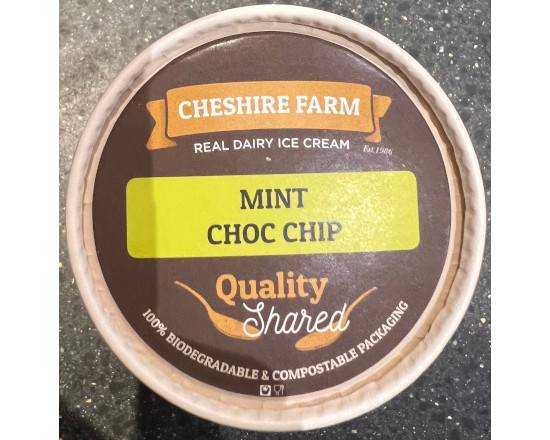 CHESHIRE FARM
REAL DAIRY ICE CREAM
Est 1986
MINT
CHOC CHIP
Quality
Shared
100% BIODEGRADABLE & COMPOSTABLE PACKAGING